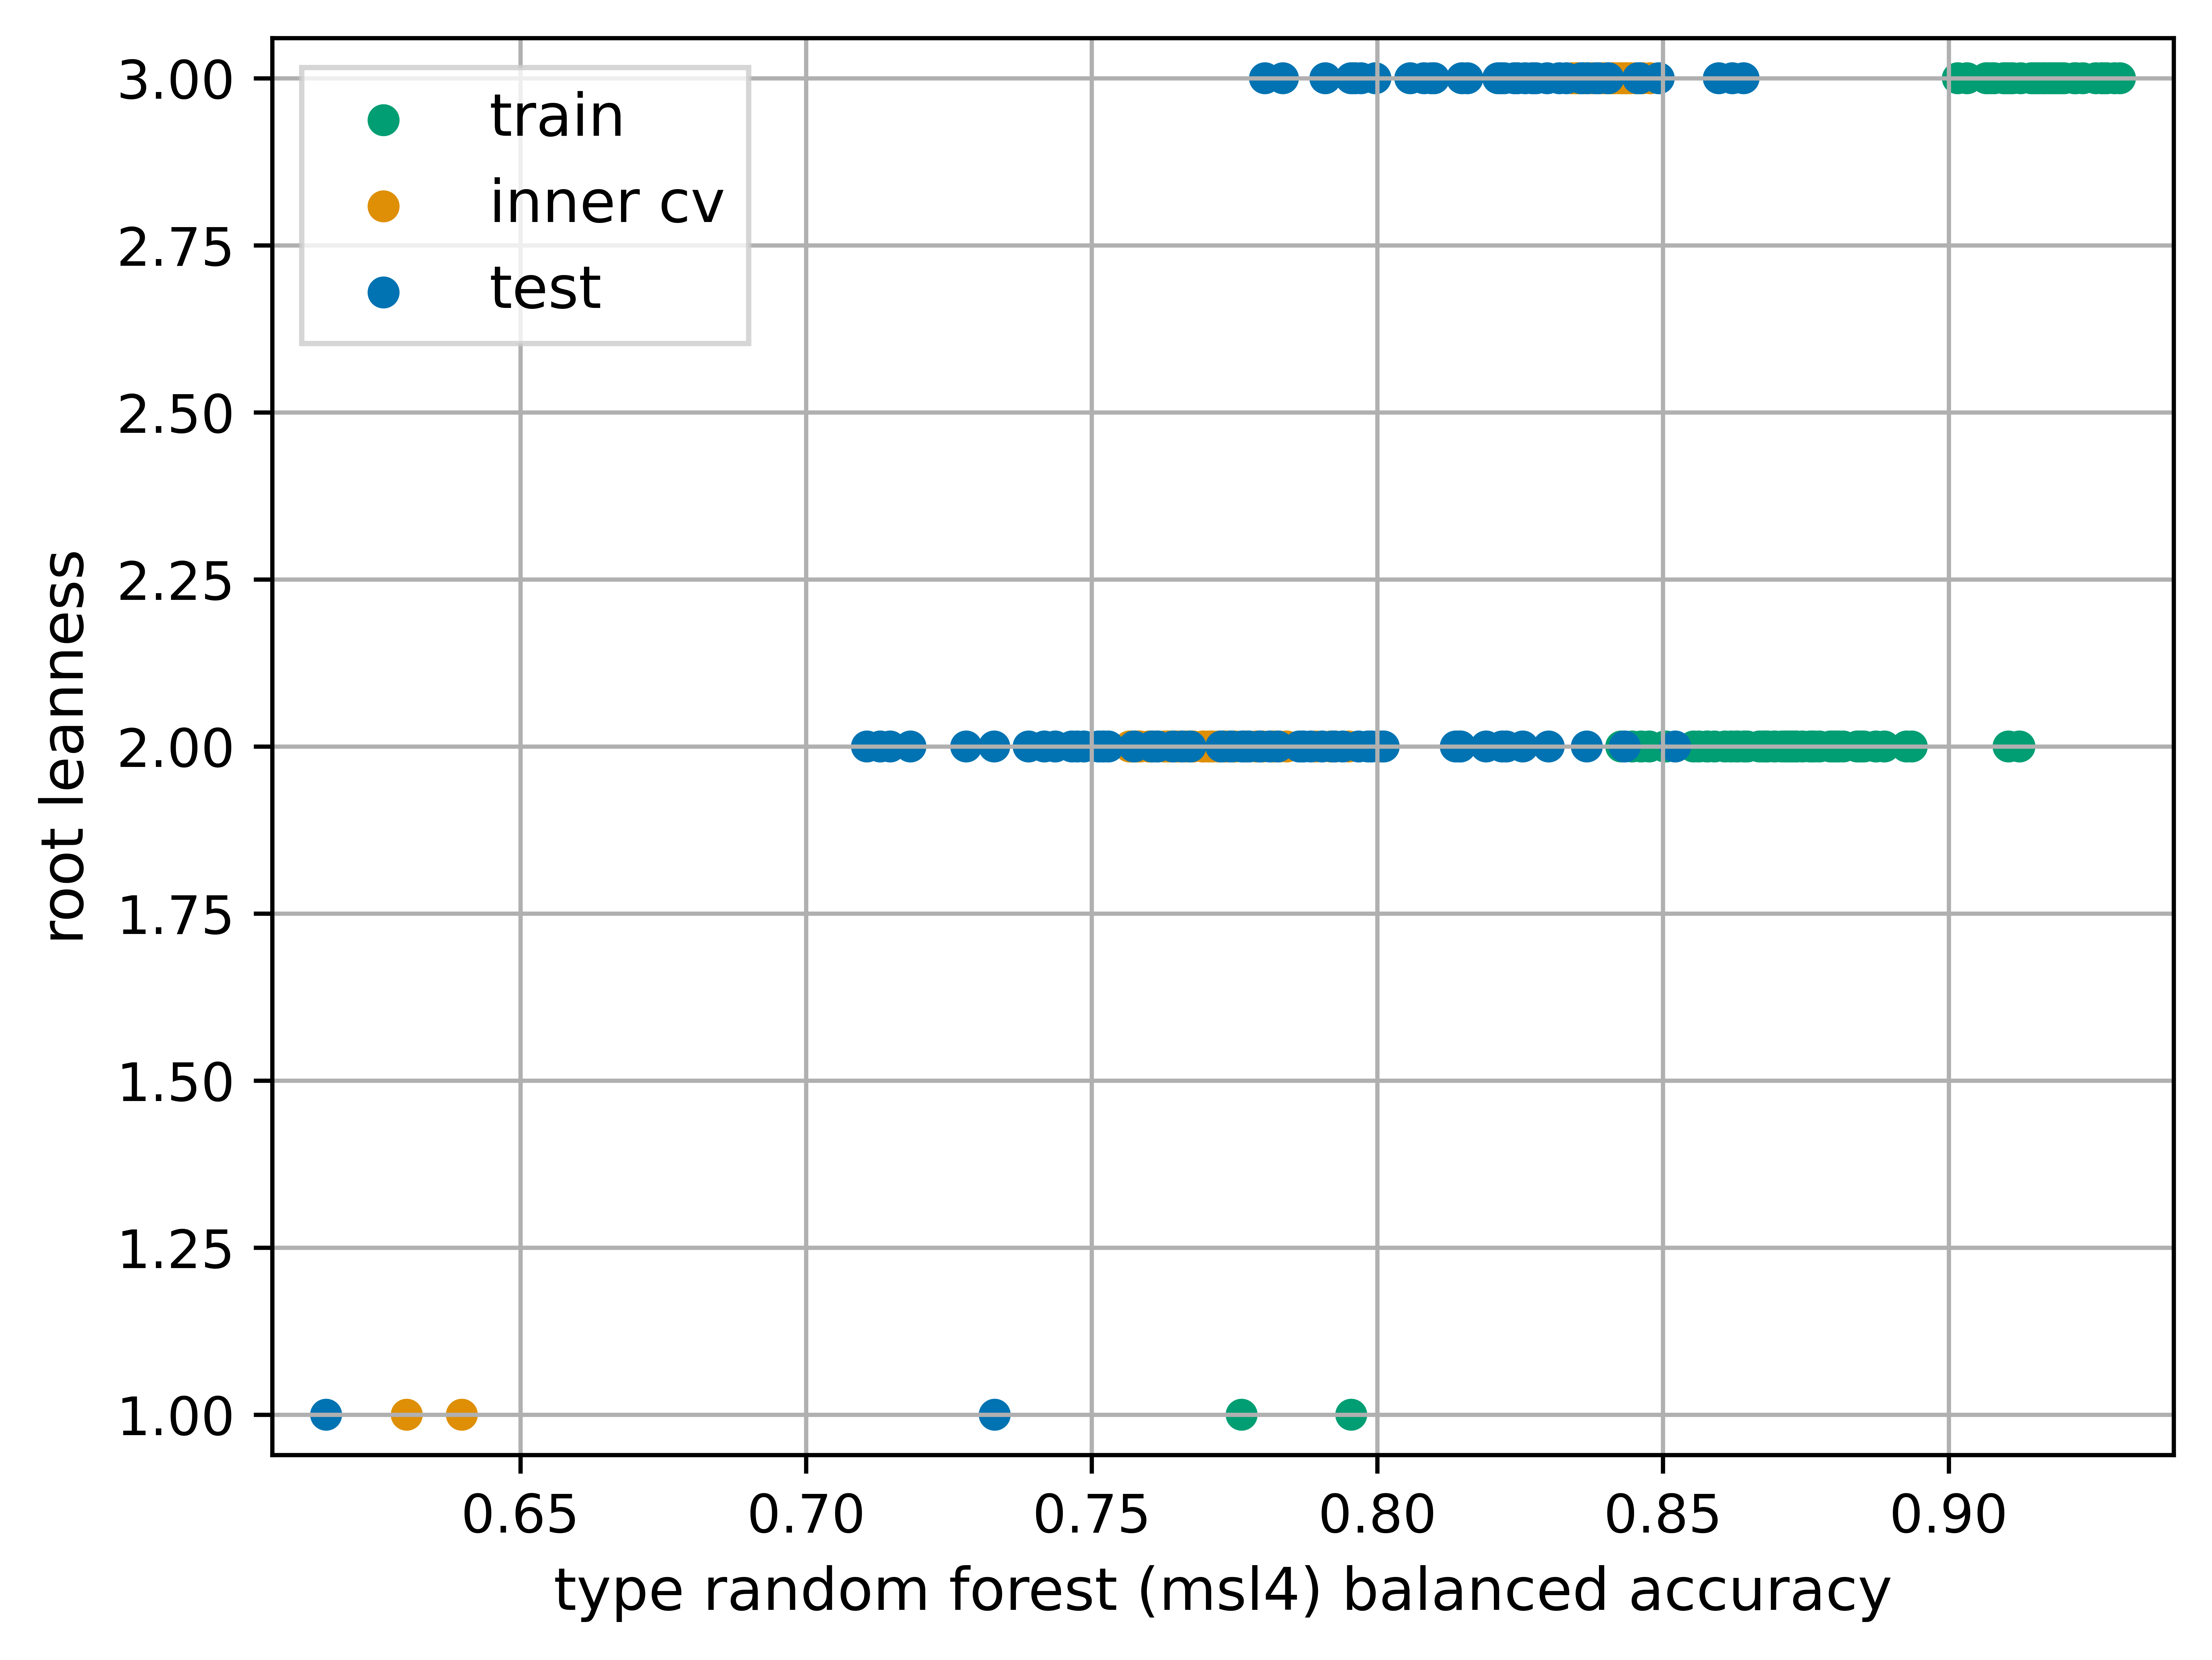 3.00
2.75
2.50
2.25
2.00
1.75
1.50
1.25
1.00
root leanness
train
inner cv
test
0.65 0.70 0.75 0.80 0.85 0.90
type random forest (msl4) balanced accuracy